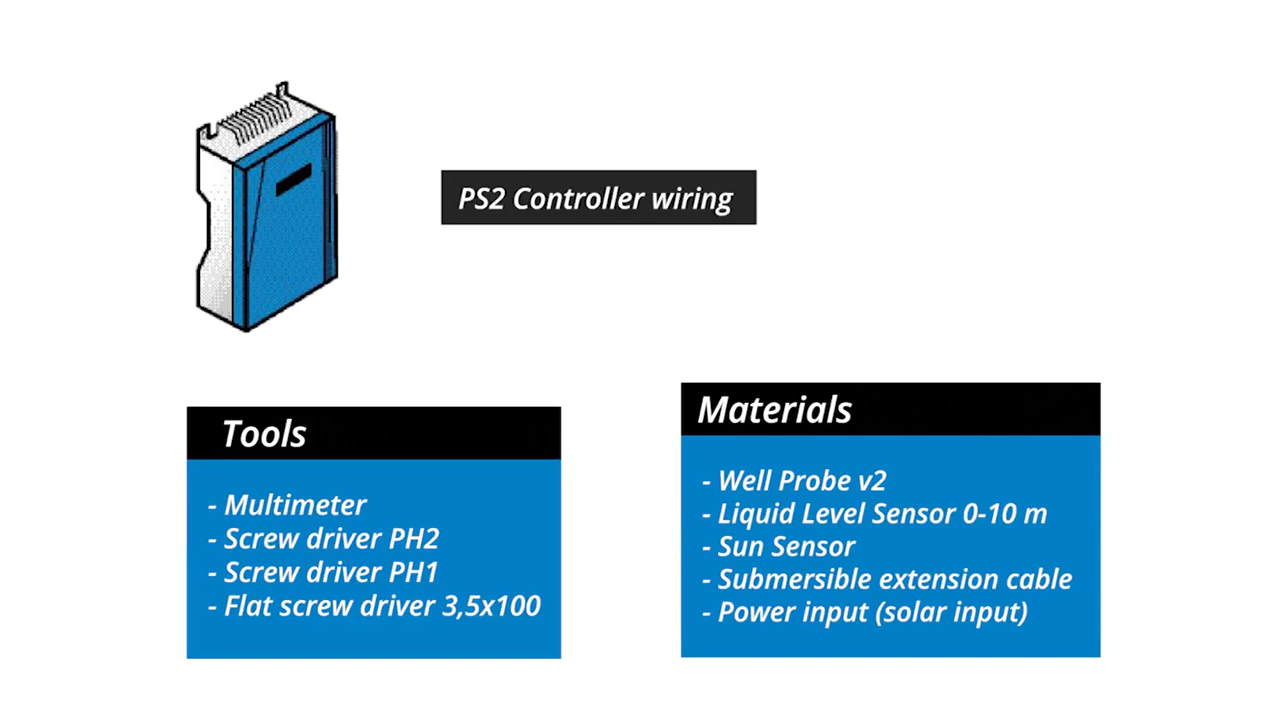 PS2 Controller wiring
Tools
- Multimeter
- Screw driver PH2
- Screw driver PH1
- Flat screw driver 3,5x100
Materials
- Well Probe v2
- Liquid Level Sensor 0-10 m
- Sun Sensor
- Submersible extension cable
- Power input (solar input)